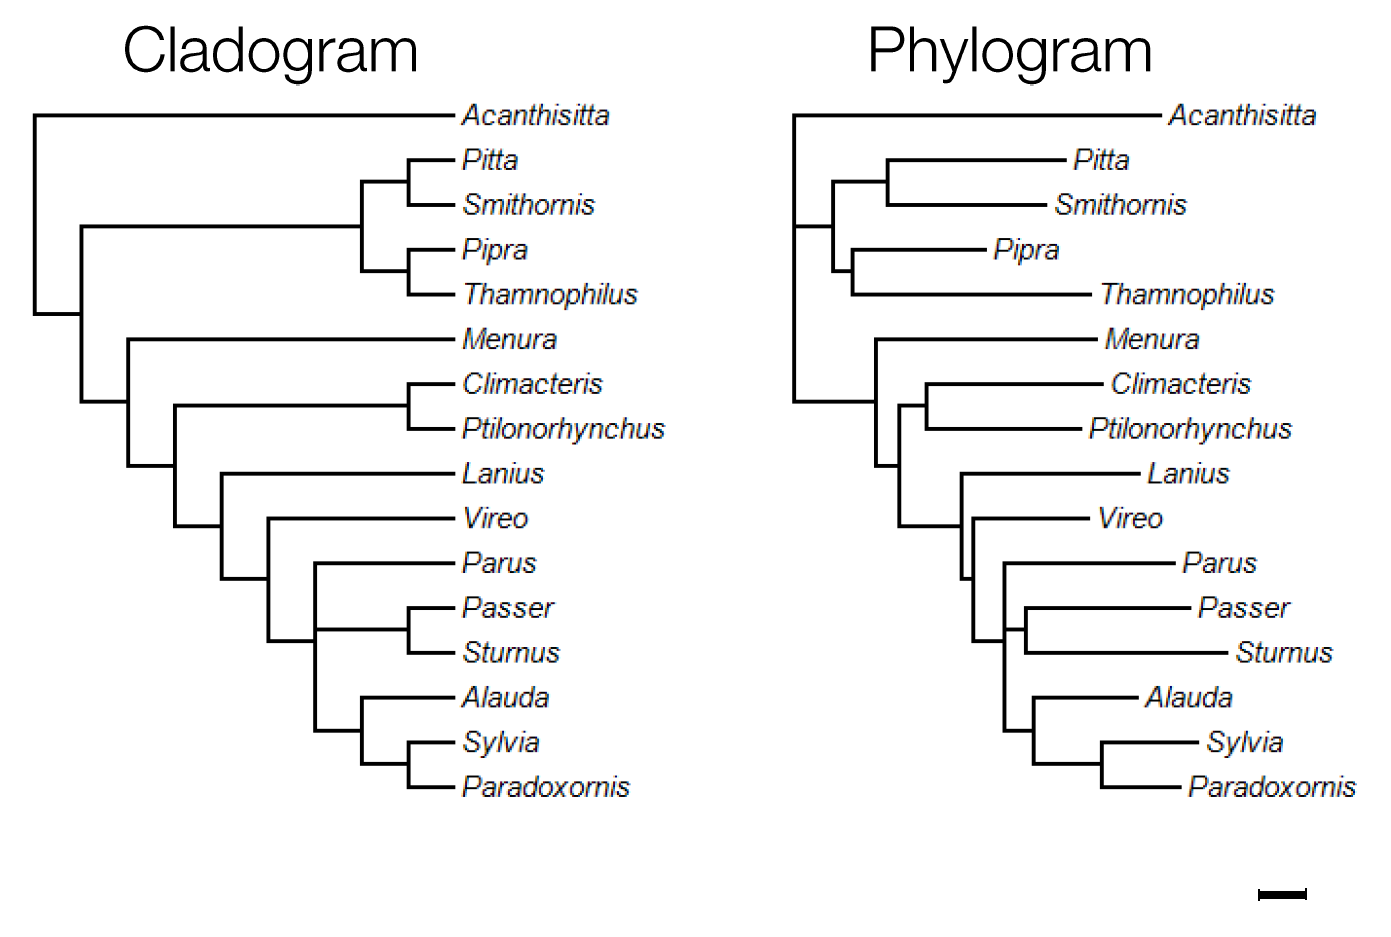 Cladogram
Acanthisitta
Pitta
Smithornis
Pipra
Thamnophilus
Menura
Climacteris
Ptilonorhynchus
Lanius
Vireo
Parus
Passer
Sturnus
Alauda
Sylvia
Paradoxornis
Phylogram
Acanthisitta
Pitta
Smithornis
Pipra
Thamnophilus
Menura
Climacteris
Ptilonorhynchus
Lanius
Vireo
Parus
Passer
Sturnus
Alauda
Sylvia
Paradoxornis